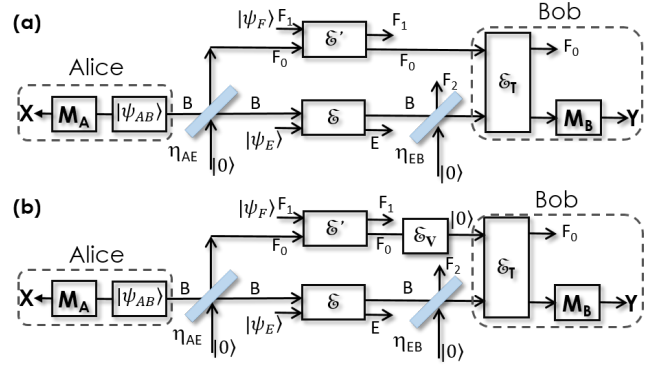 (a)
Bob
|ψF⟩ F1 ℰ' F1
F0 F0 ℰT F0
Alice
X MA |ψAB⟩ B B ℰ B F2 MB Y
ηAE |ψE⟩ E ηEB
|0⟩ |0⟩
(b)
Bob
|ψF⟩ F1 ℰ' F1 |0⟩
F0 F0 ℰV ℰT F0
Alice
X MA |ψAB⟩ B B ℰ B F2 MB Y
ηAE |ψE⟩ E ηEB
|0⟩ |0⟩